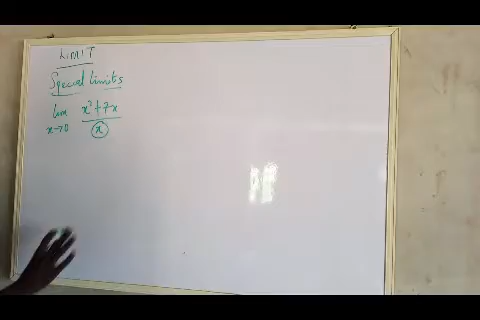 LIMIT
Special limits
lim x² + 7x
x→0 x